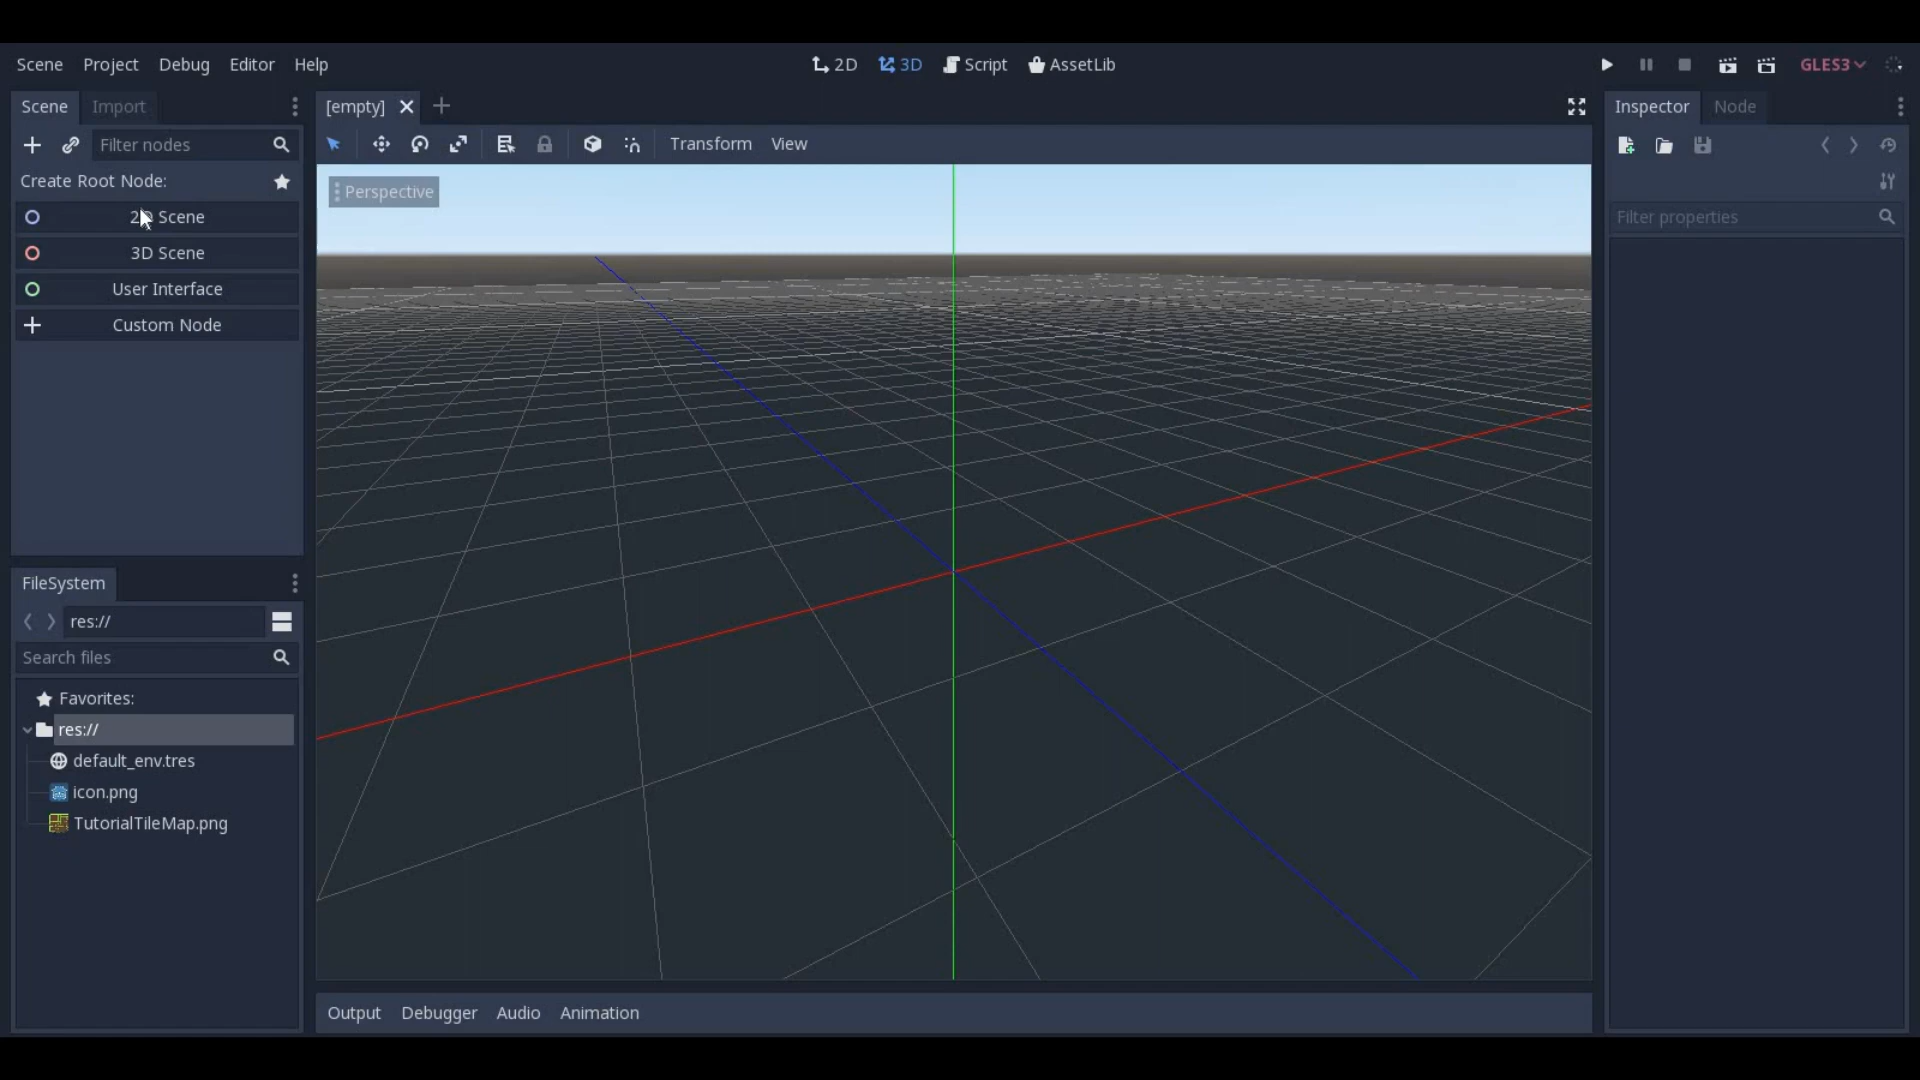 Scene Project Debug Editor Help 2D 3D Script AssetLib GLES3
Scene Import
[empty]
Inspector Node
Filter nodes
Transform View
Create Root Node:
Perspective
2D Scene
Filter properties
3D Scene
User Interface
Custom Node
FileSystem
res://
Search files
Favorites:
res://
default_env.tres
icon.png
TutorialTileMap.png
Output Debugger Audio Animation